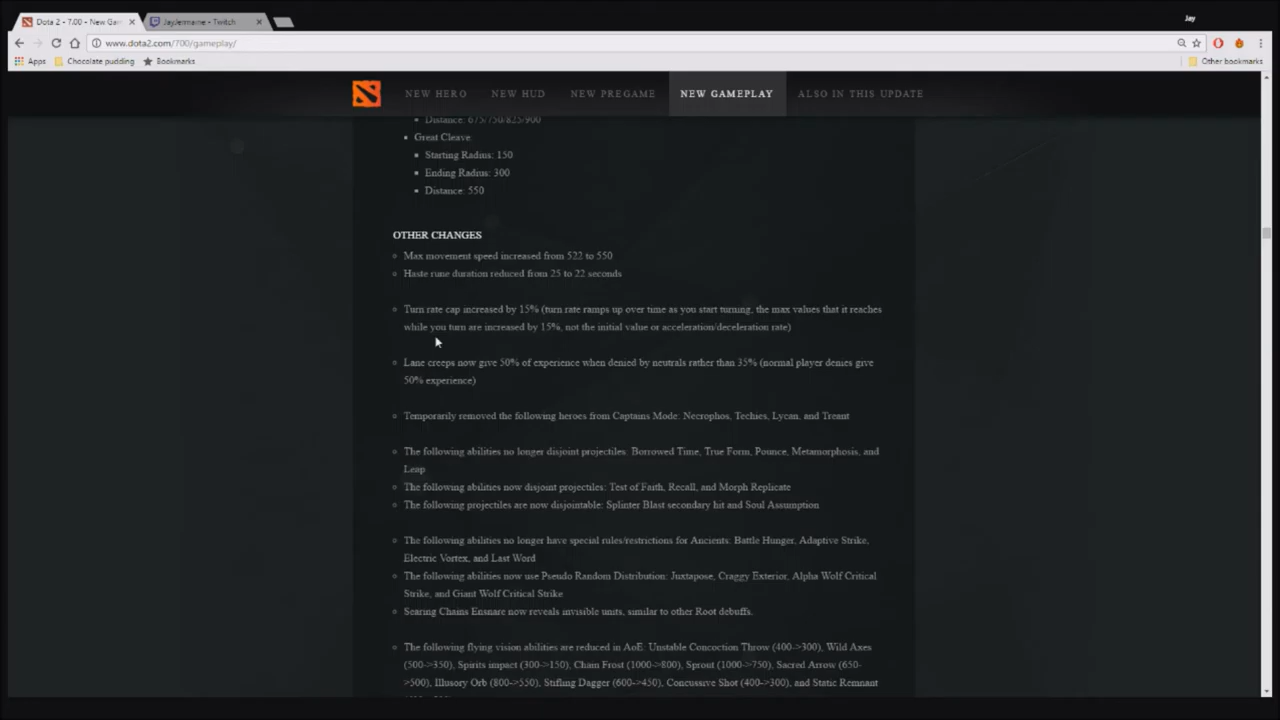 Jay
Dota 2 - 7.00 - New Gam
JayJermaine - Twitch
www.dota2.com/700/gameplay/
Apps
Chocolate pudding
Bookmarks
Other bookmarks
NEW HERO
NEW HUD
NEW PREGAME
NEW GAMEPLAY
ALSO IN THIS UPDATE
Distance: 675/750/825/900
Great Cleave
Starting Radius: 150
Ending Radius: 300
Distance: 550
OTHER CHANGES
Max movement speed increased from 522 to 550
Haste rune duration reduced from 25 to 22 seconds
Turn rate cap increased by 15% (turn rate ramps up over time as you start turning, the max values that it reaches
while you turn are increased by 15%, not the initial value or acceleration/deceleration rate)
Lane creeps now give 50% of experience when denied by neutrals rather than 35% (normal player denies give
50% experience)
Temporarily removed the following heroes from Captains Mode: Necrophos, Techies, Lycan, and Treant
The following abilities no longer disjoint projectiles: Borrowed Time, True Form, Pounce, Metamorphosis, and
Leap
The following abilities now disjoint projectiles: Test of Faith, Recall, and Morph Replicate
The following projectiles are now disjointable: Splinter Blast secondary hit and Soul Assumption
The following abilities no longer have special rules/restrictions for Ancients: Battle Hunger, Adaptive Strike,
Electric Vortex, and Last Word
The following abilities now use Pseudo Random Distribution: Juxtapose, Craggy Exterior, Alpha Wolf Critical
Strike, and Giant Wolf Critical Strike
Searing Chains Ensnare now reveals invisible units, similar to other Root debuffs.
The following flying vision abilities are reduced in AoE: Unstable Concoction Throw (400->300), Wild Axes
(500->350), Spirits impact (300->150), Chain Frost (1000->800), Sprout (1000->750), Sacred Arrow (650-
>500), Illusory Orb (800->550), Stifling Dagger (600->450), Concussive Shot (400->300), and Static Remnant